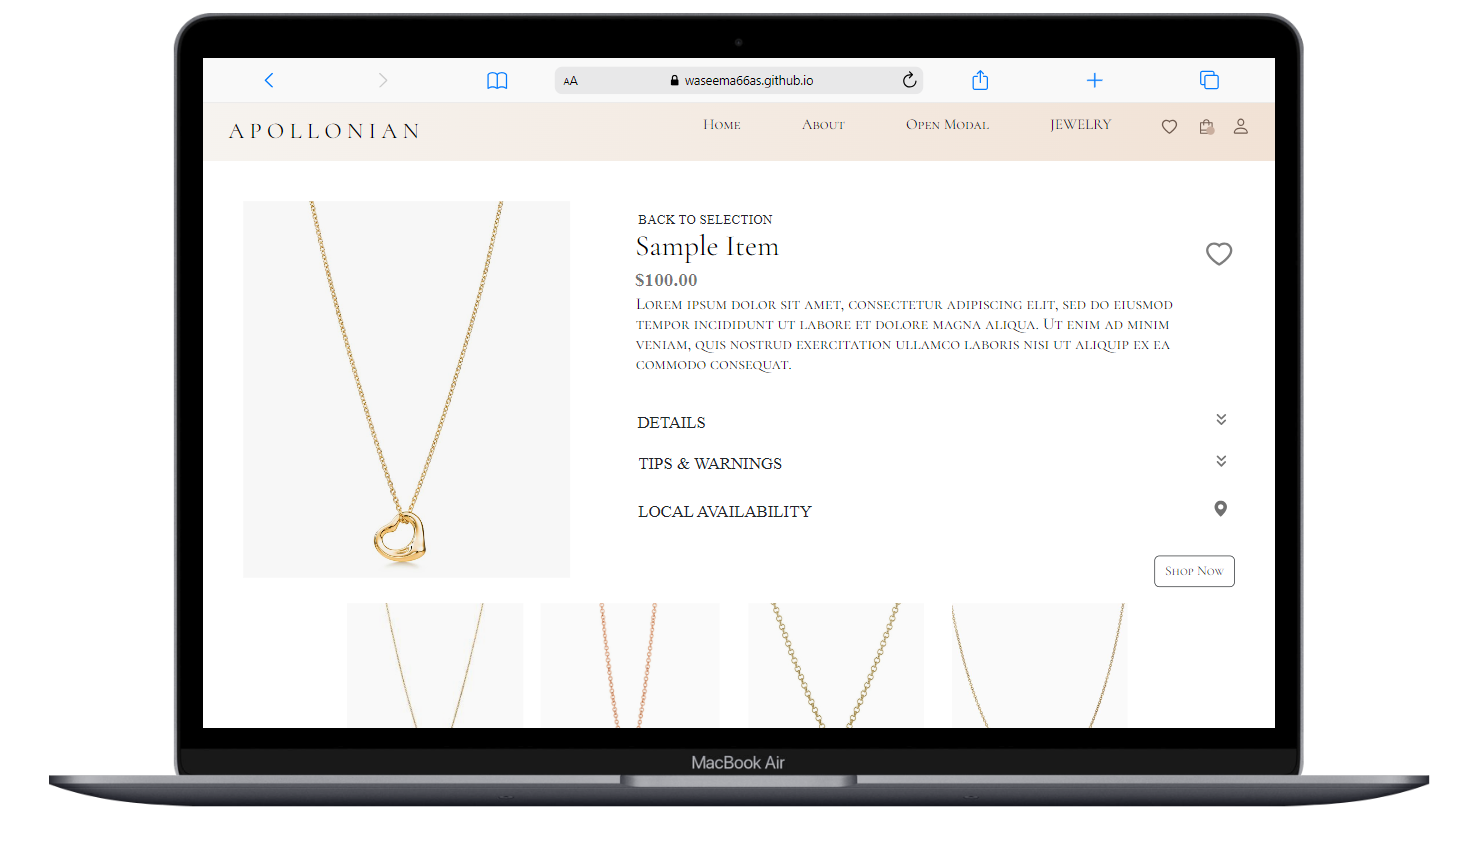 AA
waseema66as.github.io
APOLLONIAN
Home
About
Open Modal
JEWELRY
BACK TO SELECTION
Sample Item
$100.00
Lorem ipsum dolor sit amet, consectetur adipiscing elit, sed do eiusmod
tempor incididunt ut labore et dolore magna aliqua. Ut enim ad minim
veniam, quis nostrud exercitation ullamco laboris nisi ut aliquip ex ea
commodo consequat.
DETAILS
TIPS & WARNINGS
LOCAL AVAILABILITY
Shop Now
MacBook Air